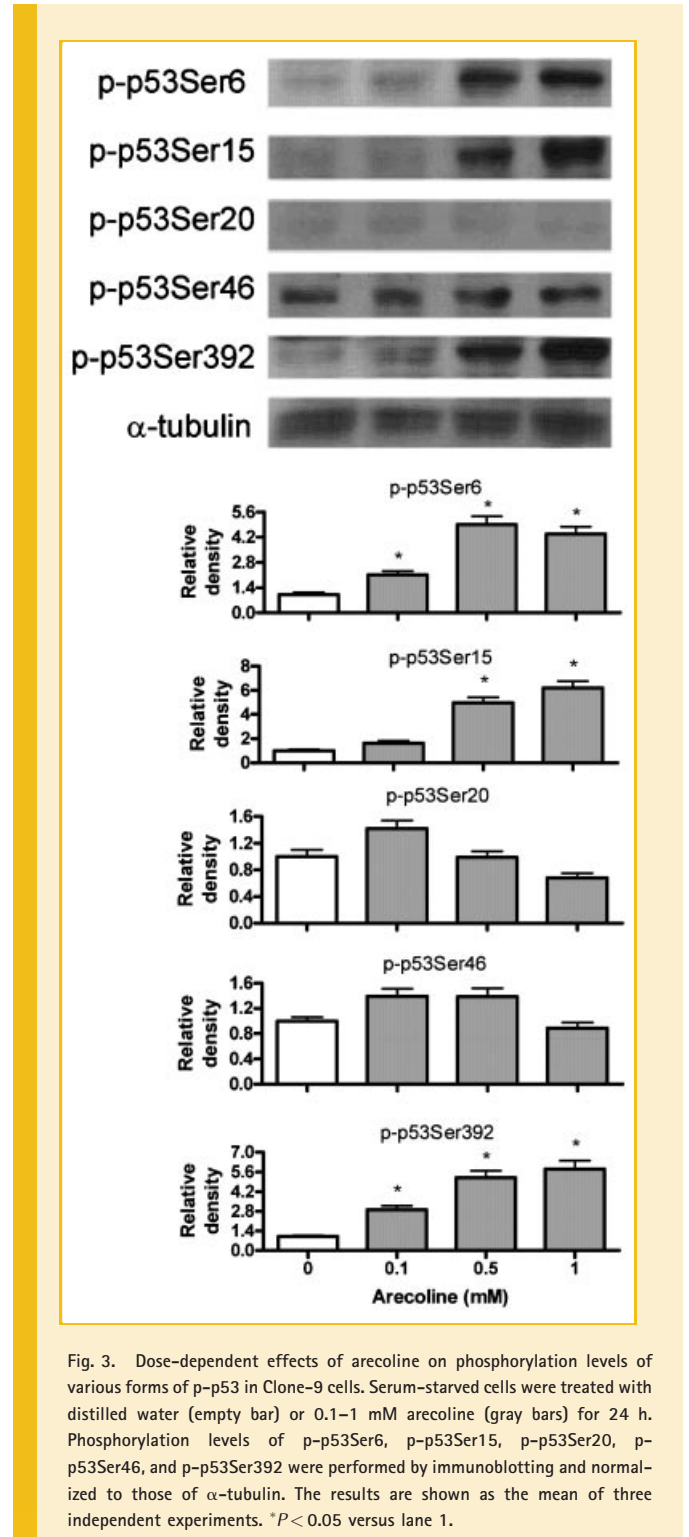 p-p53Ser6
p-p53Ser15
p-p53Ser20
p-p53Ser46
p-p53Ser392
α-tubulin
p-p53Ser6
Relative
density
5.6
4.2
2.8
1.4
0.0
* * *
p-p53Ser15
Relative
density
8
6
4
2
0
* *
p-p53Ser20
Relative
density
1.6
1.2
0.8
0.4
0.0
p-p53Ser46
Relative
density
1.6
1.2
0.8
0.4
0.0
p-p53Ser392
Relative
density
7.0
5.6
4.2
2.8
1.4
0.0
* * *
0 0.1 0.5 1
Arecoline (mM)
Fig. 3. Dose-dependent effects of arecoline on phosphorylation levels of
various forms of p-p53 in Clone-9 cells. Serum-starved cells were treated with
distilled water (empty bar) or 0.1–1 mM arecoline (gray bars) for 24 h.
Phosphorylation levels of p-p53Ser6, p-p53Ser15, p-p53Ser20, p-
p53Ser46, and p-p53Ser392 were performed by immunoblotting and normal-
ized to those of α-tubulin. The results are shown as the mean of three
independent experiments. *P < 0.05 versus lane 1.